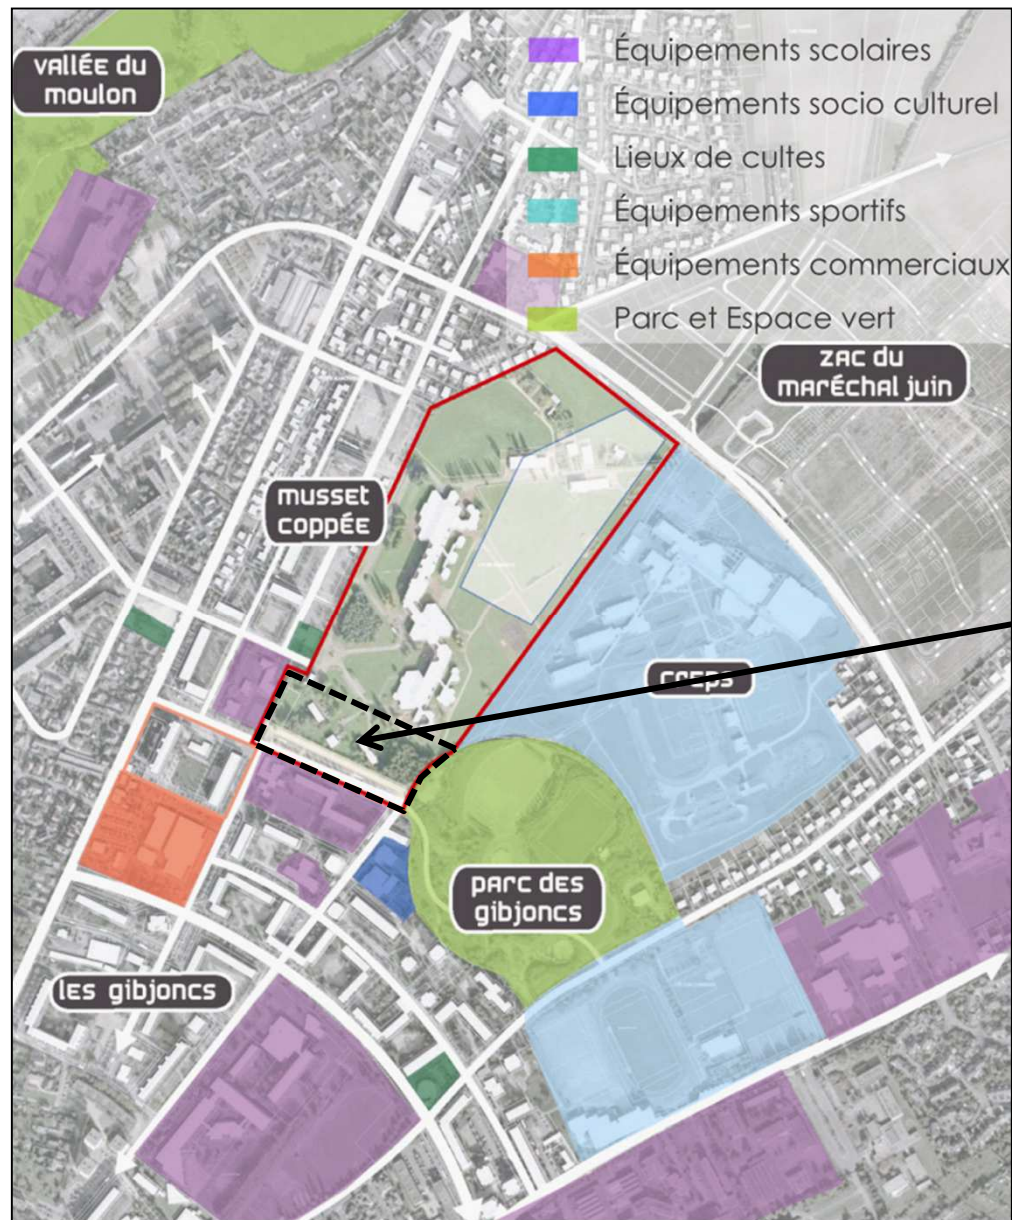 vallée du
moulon
Équipements scolaires
Équipements socio culturel
Lieux de cultes
Équipements sportifs
Équipements commerciaux
Parc et Espace vert
zac du
maréchal juin
musset
coppée
creps
parc des
gibjoncs
les gibjoncs